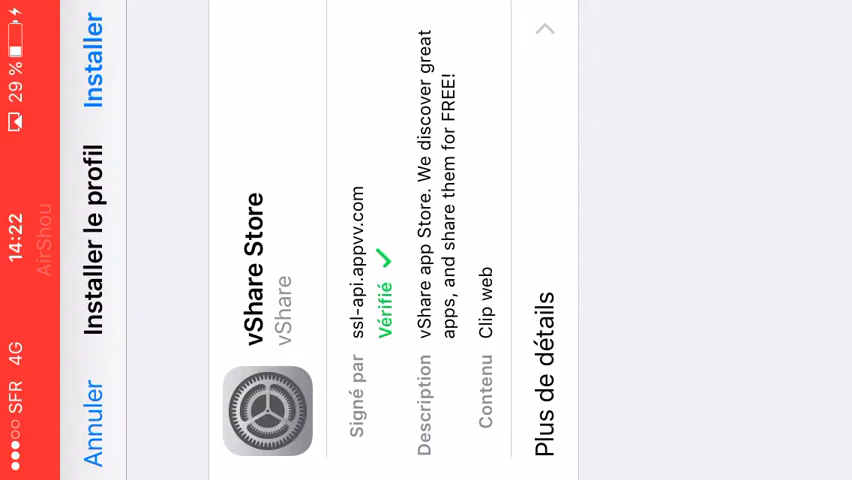 ●●●○○ SFR 4G 14:22 29 %
AirShou
Annuler Installer le profil Installer
vShare Store
vShare
Signé par ssl-api.appvv.com
Vérifié ✓
Description vShare app Store. We discover great
apps, and share them for FREE!
Contenu Clip web
Plus de détails